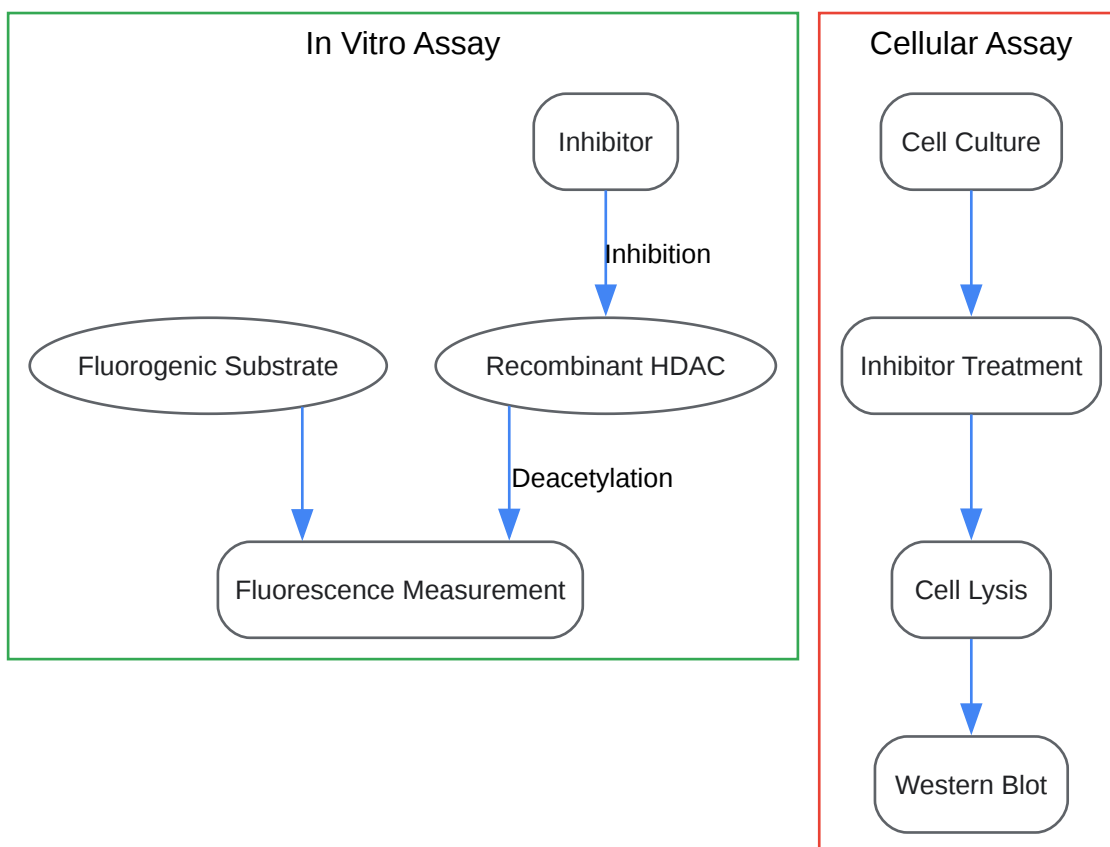 In Vitro Assay
Inhibitor
Inhibition
Fluorogenic Substrate
Recombinant HDAC
Deacetylation
Fluorescence Measurement
Cellular Assay
Cell Culture
Inhibitor Treatment
Cell Lysis
Western Blot